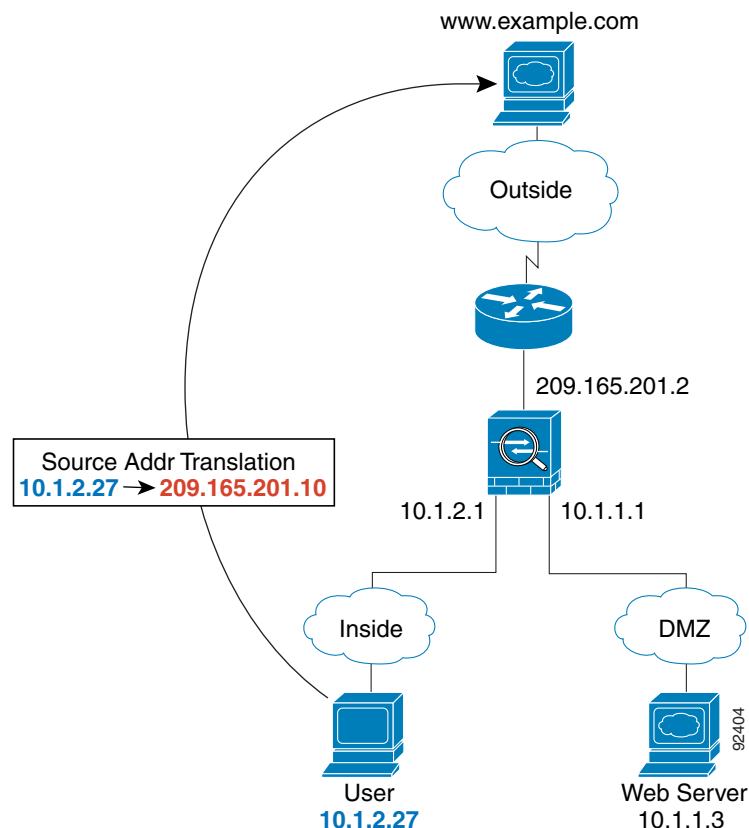 www.example.com
Outside
209.165.201.2
Source Addr Translation
10.1.2.27 209.165.201.10
10.1.2.1 10.1.1.1
Inside DMZ
92404
User Web Server
10.1.2.27 10.1.1.3